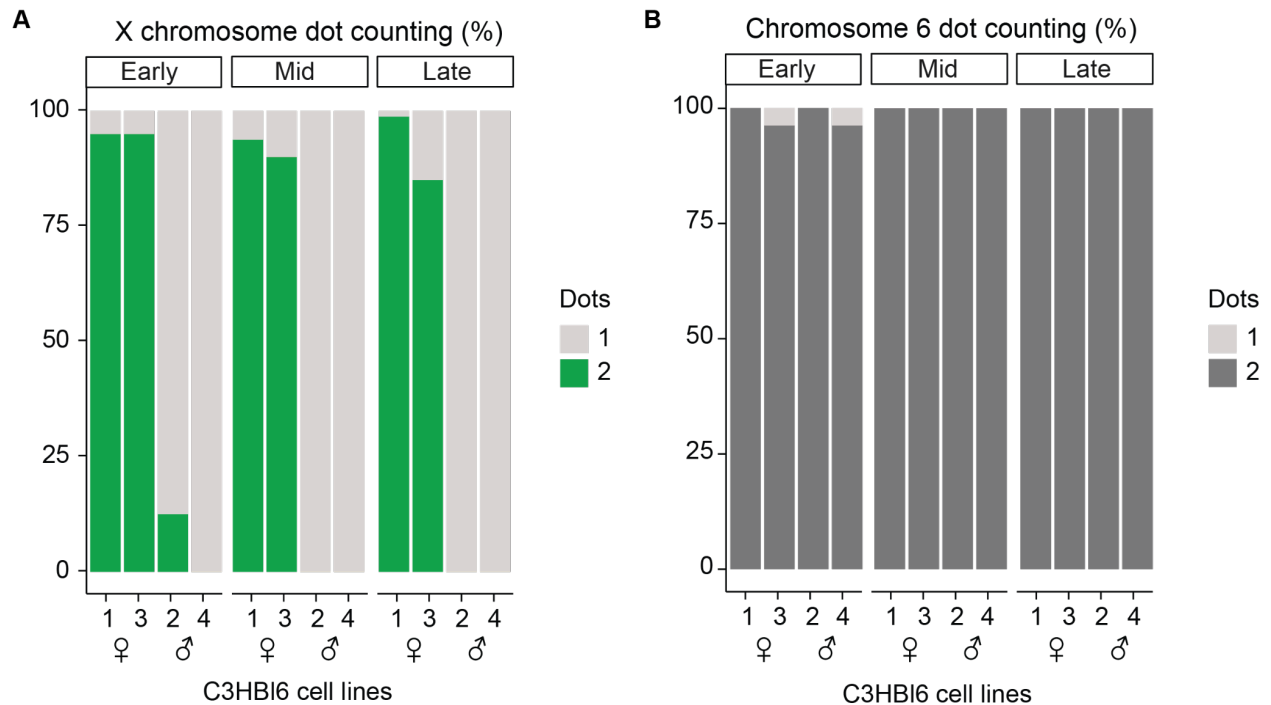 A
X chromosome dot counting (%)
Early Mid Late
100
75
50
25
0
1 3 2 4 1 3 2 4 1 3 2 4
♀ ♂ ♀ ♂ ♀ ♂
C3HBl6 cell lines
Dots
1
2
B
Chromosome 6 dot counting (%)
Early Mid Late
100
75
50
25
0
1 3 2 4 1 3 2 4 1 3 2 4
♀ ♂ ♀ ♂ ♀ ♂
C3HBl6 cell lines
Dots
1
2